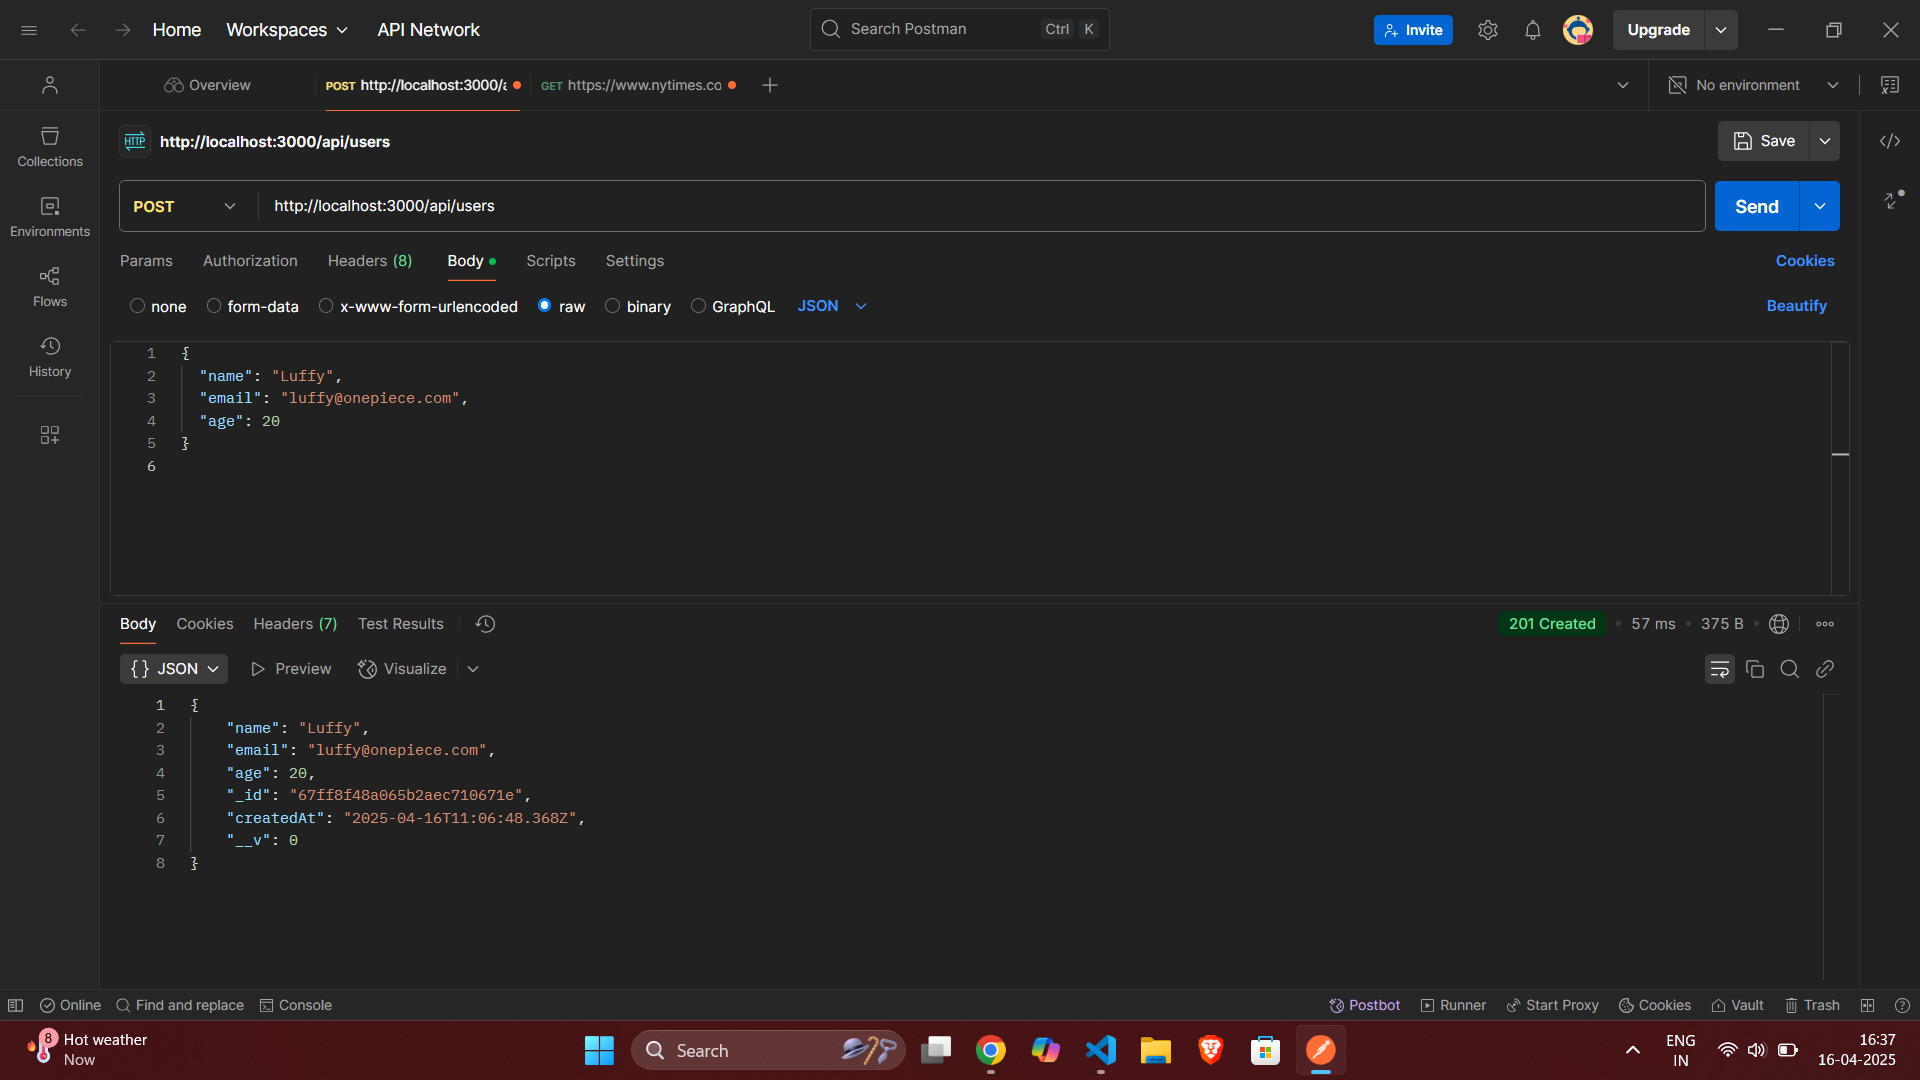 Home Workspaces API Network Search Postman Ctrl K Invite Upgrade
Overview POST http://localhost:3000/a GET https://www.nytimes.co No environment
HTTP http://localhost:3000/api/users Save
Collections
Environments
Flows
History
POST http://localhost:3000/api/users Send
Params Authorization Headers (8) Body Scripts Settings Cookies
none form-data x-www-form-urlencoded raw binary GraphQL JSON Beautify
1 {
2 "name": "Luffy",
3 "email": "luffy@onepiece.com",
4 "age": 20
5 }
6
Body Cookies Headers (7) Test Results 201 Created 57 ms 375 B
{} JSON Preview Visualize
1 {
2 "name": "Luffy",
3 "email": "luffy@onepiece.com",
4 "age": 20,
5 "_id": "67ff8f48a065b2aec710671e",
6 "createdAt": "2025-04-16T11:06:48.368Z",
7 "__v": 0
8 }
Online Find and replace Console Postbot Runner Start Proxy Cookies Vault Trash
8 Hot weather
Now
Search
ENG
IN
16:37
16-04-2025